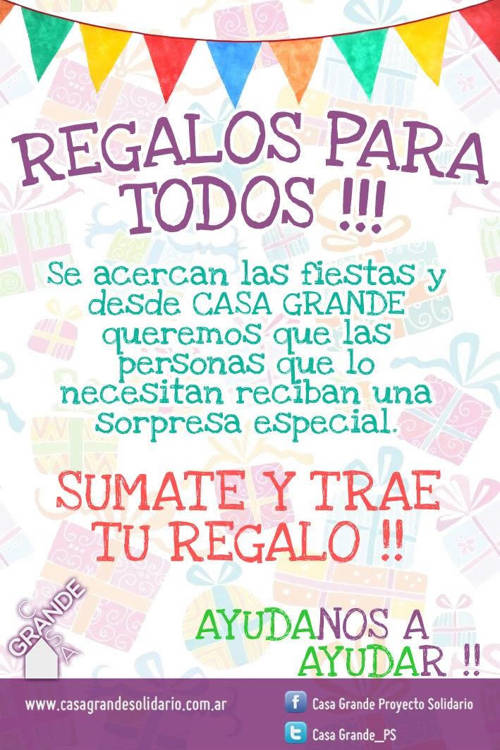 REGALOS PARA
TODOS !!!
Se acercan las fiestas y
desde CASA GRANDE
queremos que las
personas que lo
necesitan reciban una
sorpresa especial.
SUMATE Y TRAE
TU REGALO !!
CASA
GRANDE
AYUDANOS A
AYUDAR !!
www.casagrandesolidario.com.ar
Casa Grande Proyecto Solidario
Casa Grande_PS